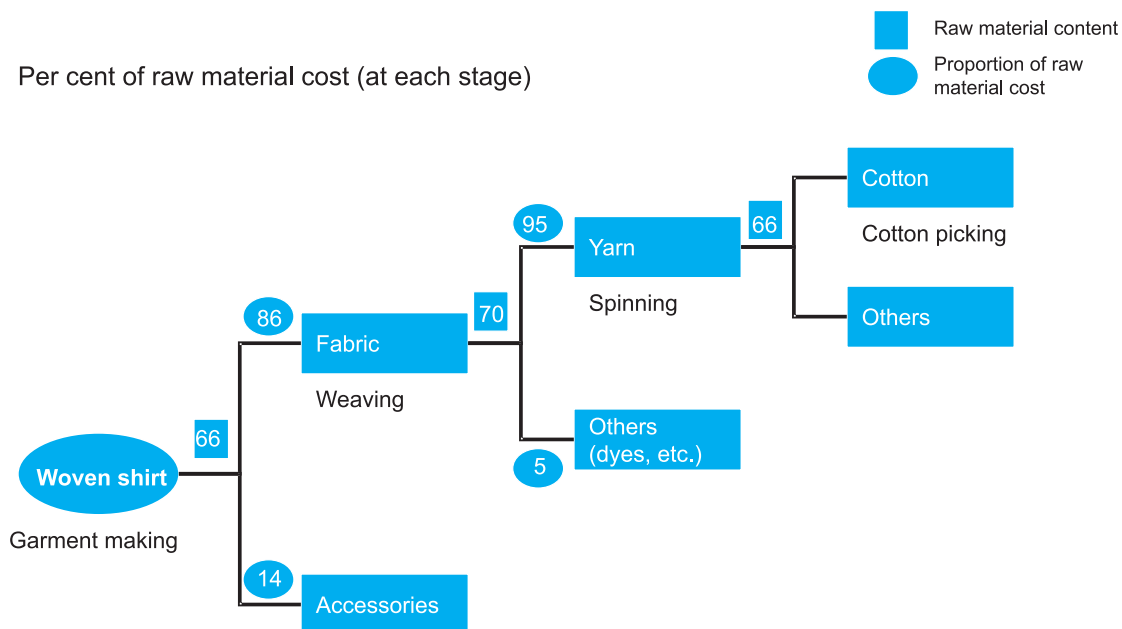 Raw material content
Per cent of raw material cost (at each stage)
Proportion of raw
material cost
Cotton
95
66
Yarn
Cotton picking
Spinning
86
70
Others
Fabric
Weaving
66
Others
(dyes, etc.)
Woven shirt
5
Garment making
14
Accessories